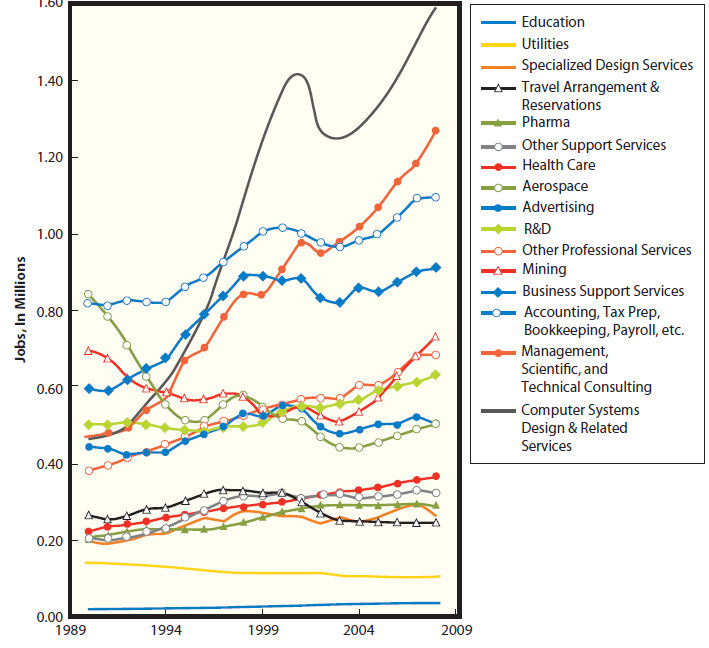 1.60
1.40
1.20
1.00
0.80
0.60
0.40
0.20
0.00
Jobs, In Millions
1989
1994
1999
2004
2009
Education
Utilities
Specialized Design Services
Travel Arrangement &
Reservations
Pharma
Other Support Services
Health Care
Aerospace
Advertising
R&D
Other Professional Services
Mining
Business Support Services
Accounting, Tax Prep,
Bookkeeping, Payroll, etc.
Management,
Scientific, and
Technical Consulting
Computer Systems
Design & Related
Services